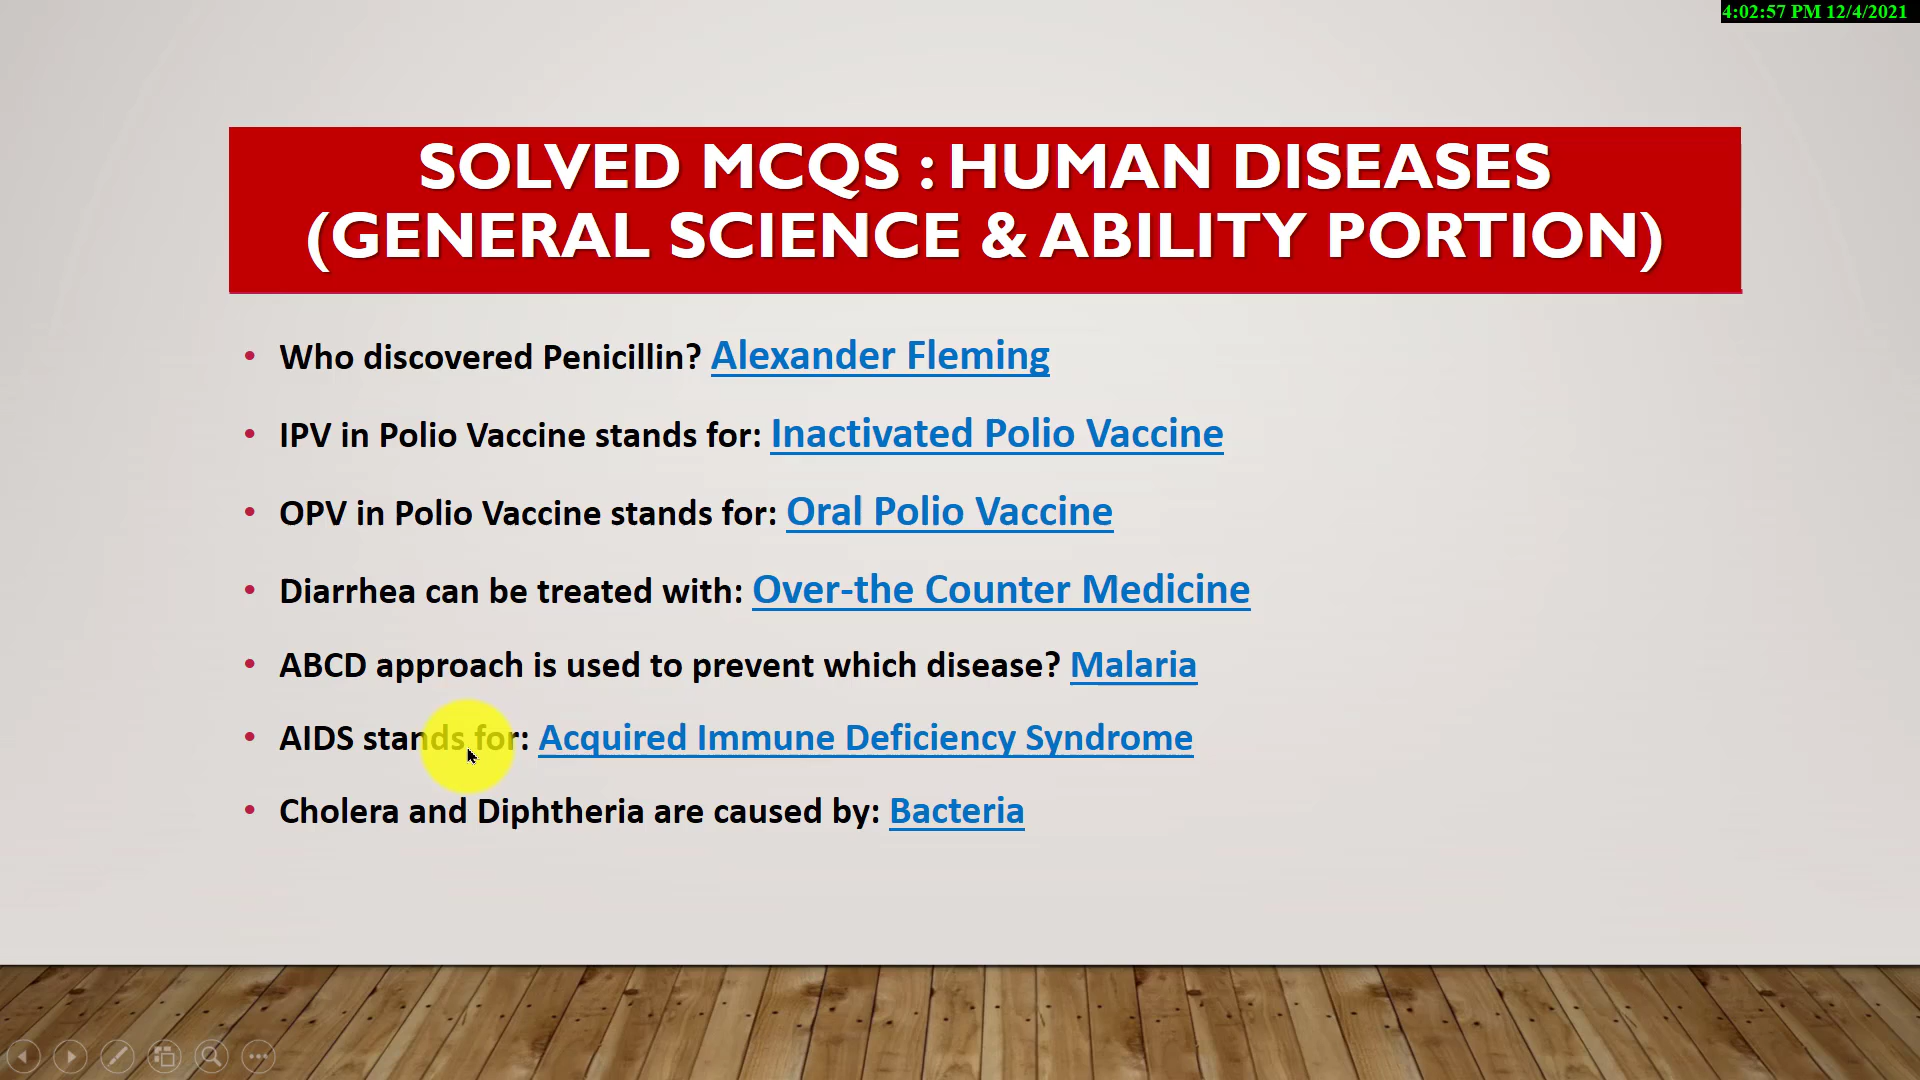 4:02:57 PM 12/4/2021
SOLVED MCQS : HUMAN DISEASES
(GENERAL SCIENCE & ABILITY PORTION)
• Who discovered Penicillin? Alexander Fleming
• IPV in Polio Vaccine stands for: Inactivated Polio Vaccine
• OPV in Polio Vaccine stands for: Oral Polio Vaccine
• Diarrhea can be treated with: Over-the Counter Medicine
• ABCD approach is used to prevent which disease? Malaria
• AIDS stands for: Acquired Immune Deficiency Syndrome
• Cholera and Diphtheria are caused by: Bacteria